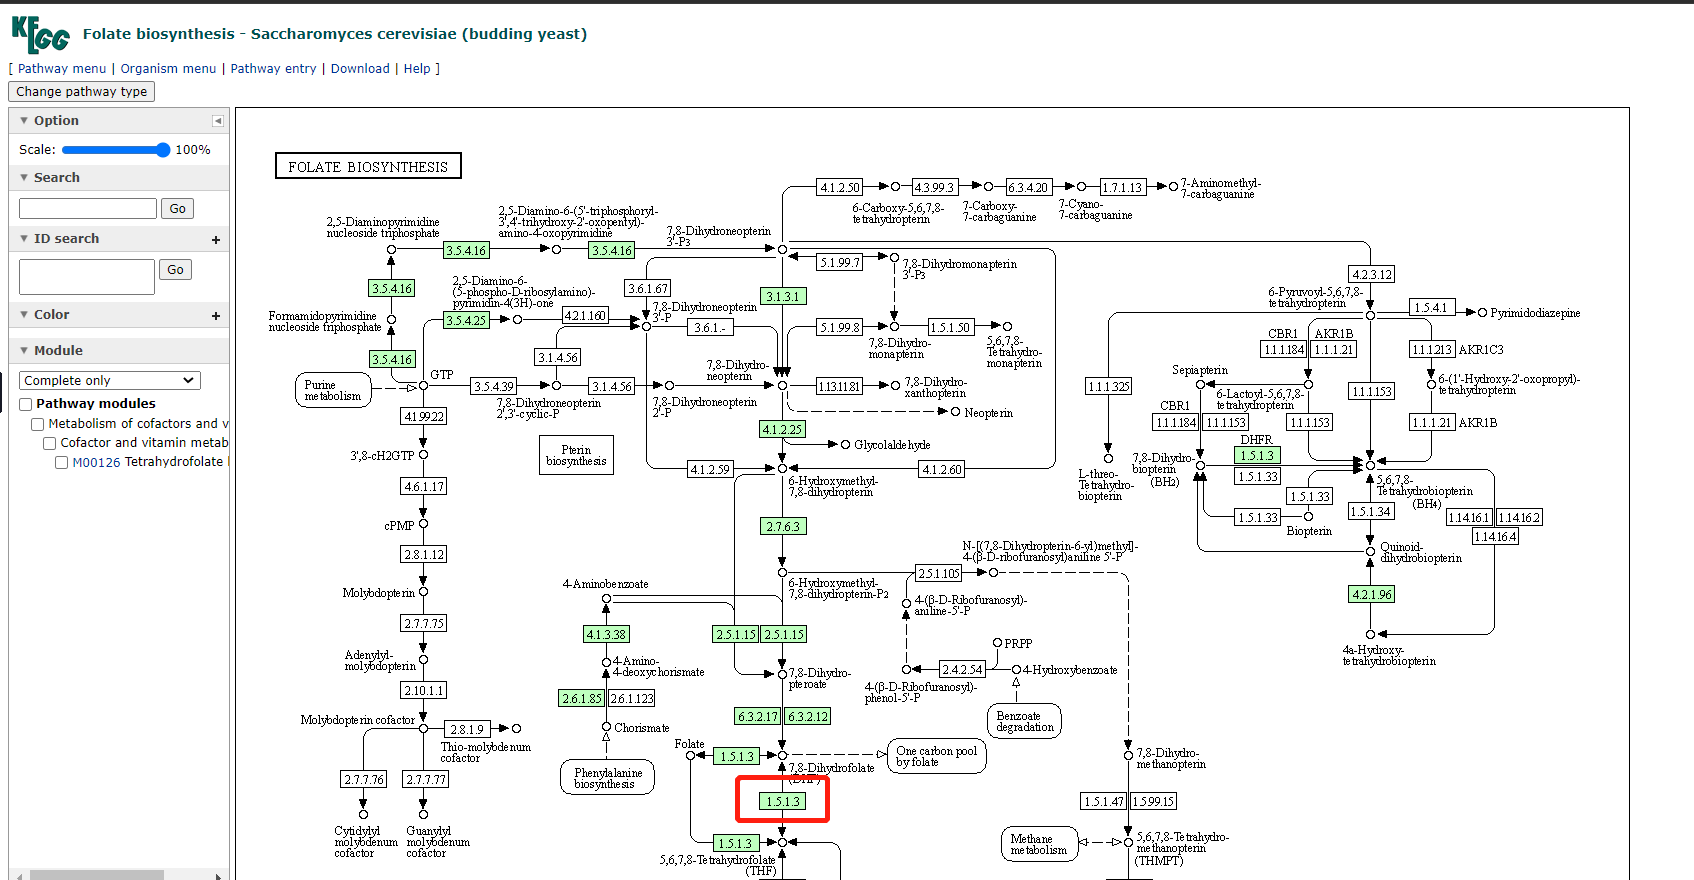 KEGG
Folate biosynthesis - Saccharomyces cerevisiae (budding yeast)
[ Pathway menu | Organism menu | Pathway entry | Download | Help ]
Change pathway type
Option
Scale: 100%
Search
Go
ID search +
Go
Color +
Module
Complete only
Pathway modules
Metabolism of cofactors and v
Cofactor and vitamin metab
M00126 Tetrahydrofolate
FOLATE BIOSYNTHESIS
4.1.2.50
4.3.99.3
6.3.4.20
1.7.1.13
7-Aminomethyl-
7-carbaguanine
6-Carboxy-5,6,7,8-
tetrahydropterin
7-Carboxy-
7-carbaguanine
7-Cyano-
7-carbaguanine
2,5-Diaminopyrimidine
nucleoside triphosphate
2,5-Diamino-6-(5'-triphosphoryl-
3',4'-trihydroxy-2'-oxopentyl)-
amino-4-oxopyrimidine
7,8-Dihydroneopterin
3'-P3
3.5.4.16
3.5.4.16
5.1.99.7
7,8-Dihydromonapterin
3'-P3
4.2.3.12
3.5.4.16
2,5-Diamino-6-
(5-phospho-D-ribosylamino)-
pyrimidin-4(3H)-one
3.6.1.67
3.1.3.1
6-Pyruvoyl-5,6,7,8-
tetrahydropterin
1.5.4.1
Pyrimidodiazepine
Formamidopyrimidine
nucleoside triphosphate
3.5.4.25
4.2.1.160
7,8-Dihydroneopterin
3'-P
3.6.1.-
5.1.99.8
1.5.1.50
7,8-Dihydro-
monapterin
5,6,7,8-
Tetrahydro-
monapterin
CBR1
AKR1B
1.1.1.184
1.1.1.21
1.1.1.213
AKR1C3
3.5.4.16
3.1.4.56
GTP
7,8-Dihydro-
neopterin
Sepiapterin
Purine
metabolism
3.5.4.39
3.1.4.56
1.13.11.81
7,8-Dihydro-
xanthopterin
1.1.1.325
6-Lactoyl-5,6,7,8-
tetrahydropterin
1.1.1.153
6-(1'-Hydroxy-2'-oxopropyl)-
tetrahydropterin
7,8-Dihydroneopterin
2',3'-cyclic-P
7,8-Dihydroneopterin
2'-P
Neopterin
4.1.99.22
4.1.2.25
CBR1
1.1.1.184
1.1.1.153
1.1.1.153
1.1.1.21
AKR1B
Pterin
biosynthesis
Glycolaldehyde
DHFR
1.5.1.3
3',8-cH2GTP
4.1.2.59
4.1.2.60
7,8-Dihydro-
biopterin
(BH2)
1.5.1.33
L-threo-
Tetrahydro-
biopterin
6-Hydroxymethyl-
7,8-dihydropterin
5,6,7,8-
Tetrahydrobiopterin
(BH4)
4.6.1.17
1.5.1.33
1.5.1.33
Biopterin
1.5.1.34
1.14.16.1
1.14.16.2
1.14.16.4
cPMP
2.7.6.3
2.8.1.12
N-[(7,8-Dihydropterin-6-yl)methyl]-
4-(β-D-ribofuranosyl)aniline 5'-P
Quinoid-
dihydrobiopterin
4-Aminobenzoate
6-Hydroxymethyl-
7,8-dihydropterin-P2
2.5.1.105
4.2.1.96
Molybdopterin
4-(β-D-Ribofuranosyl)-
aniline-5'-P
2.7.7.75
4.1.3.38
2.5.1.15
2.5.1.15
PRPP
4a-Hydroxy-
tetrahydrobiopterin
Adenylyl-
molybdopterin
4-Amino-
4-deoxychorismate
7,8-Dihydro-
pteroate
2.4.2.54
4-Hydroxybenzoate
4-(β-D-Ribofuranosyl)-
phenol-5'-P
2.10.1.1
2.6.1.85
2.6.1.123
Molybdopterin cofactor
2.8.1.9
Chorismate
6.3.2.17
6.3.2.12
Benzoate
degradation
Thio-molybdenum
cofactor
Folate
1.5.1.3
One carbon pool
by folate
7,8-Dihydro-
methanopterin
Phenylalanine
biosynthesis
7,8-Dihydrofolate
(DHF)
2.7.7.76
2.7.7.77
1.5.1.3
1.5.1.47
1.5.99.15
Cytidylyl
molybdenum
cofactor
Guanylyl
molybdenum
cofactor
1.5.1.3
5,6,7,8-Tetrahydrofolate
(THF)
Methane
metabolism
5,6,7,8-Tetrahydro-
methanopterin
(THMPT)